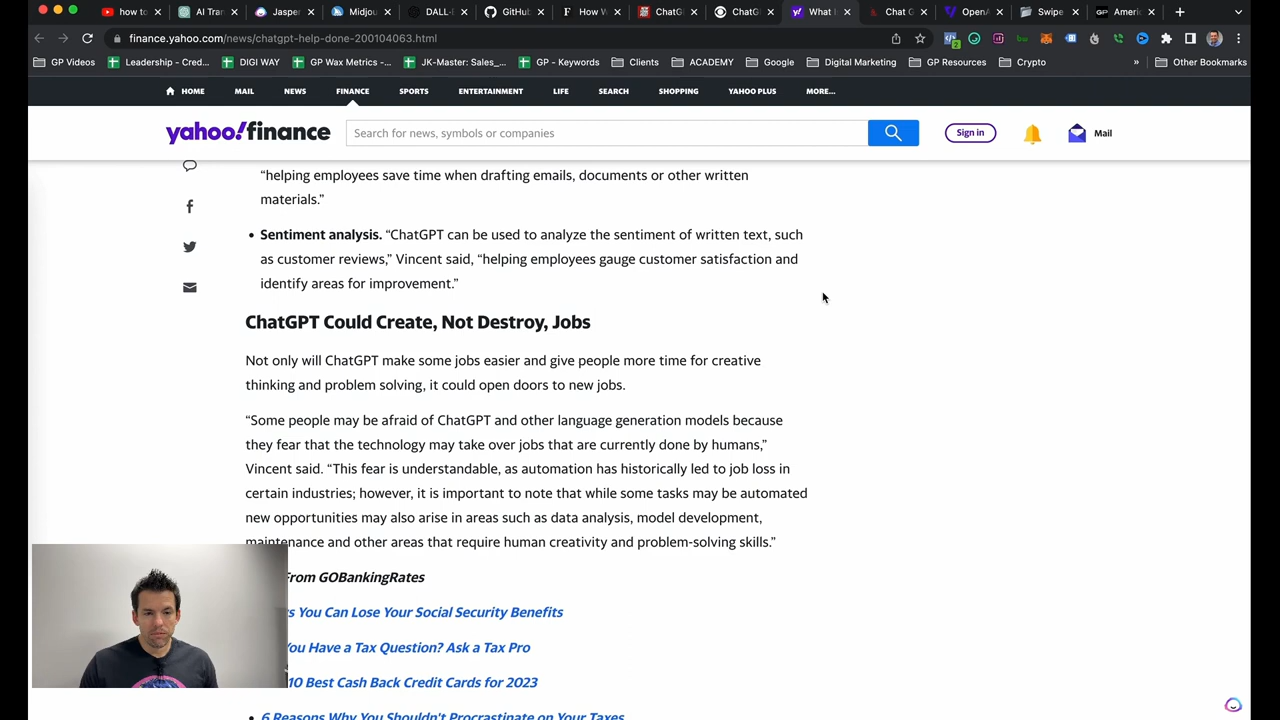 how to
AI Tran
Jasper
Midjou
DALL-
GitHub
How W
ChatG
ChatG
What I
Chat G
OpenA
Swipe
Ameri
finance.yahoo.com/news/chatgpt-help-done-200104063.html
GP Videos
Leadership - Cred...
DIGI WAY
GP Wax Metrics -...
JK-Master: Sales_...
GP - Keywords
Clients
ACADEMY
Google
Digital Marketing
GP Resources
Crypto
»
Other Bookmarks
HOME
MAIL
NEWS
FINANCE
SPORTS
ENTERTAINMENT
LIFE
SEARCH
SHOPPING
YAHOO PLUS
MORE...
yahoo!finance
Search for news, symbols or companies
Sign in
Mail
“helping employees save time when drafting emails, documents or other written
materials.”
• Sentiment analysis. “ChatGPT can be used to analyze the sentiment of written text, such
as customer reviews,” Vincent said, “helping employees gauge customer satisfaction and
identify areas for improvement.”
ChatGPT Could Create, Not Destroy, Jobs
Not only will ChatGPT make some jobs easier and give people more time for creative
thinking and problem solving, it could open doors to new jobs.
“Some people may be afraid of ChatGPT and other language generation models because
they fear that the technology may take over jobs that are currently done by humans,”
Vincent said. “This fear is understandable, as automation has historically led to job loss in
certain industries; however, it is important to note that while some tasks may be automated
new opportunities may also arise in areas such as data analysis, model development,
maintenance and other areas that require human creativity and problem-solving skills.”
From GOBankingRates
s You Can Lose Your Social Security Benefits
You Have a Tax Question? Ask a Tax Pro
10 Best Cash Back Credit Cards for 2023
• 6 Reasons Why You Shouldn't Procrastinate on Your Taxes